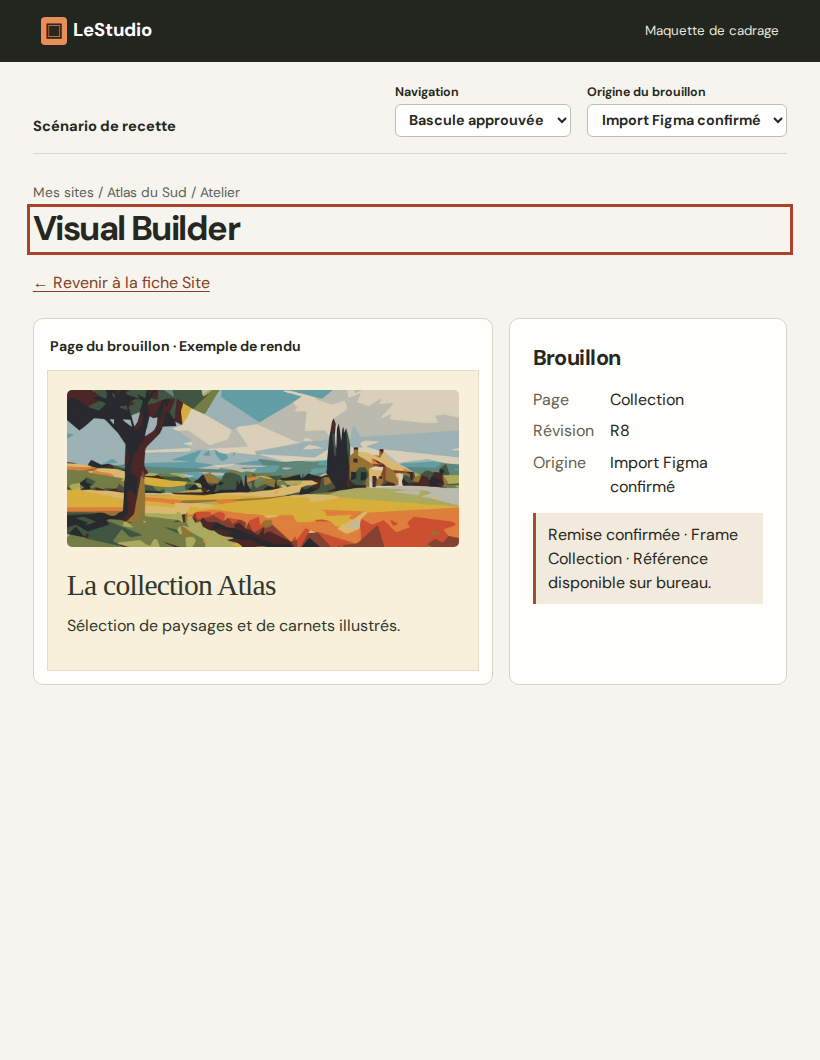 LeStudio
Maquette de cadrage
Scénario de recette
Navigation
Bascule approuvée
Origine du brouillon
Import Figma confirmé
Mes sites / Atlas du Sud / Atelier
Visual Builder
← Revenir à la fiche Site
Page du brouillon · Exemple de rendu
La collection Atlas
Sélection de paysages et de carnets illustrés.
Brouillon
Page Collection
Révision R8
Origine Import Figma
confirmé
Remise confirmée · Frame
Collection · Référence
disponible sur bureau.